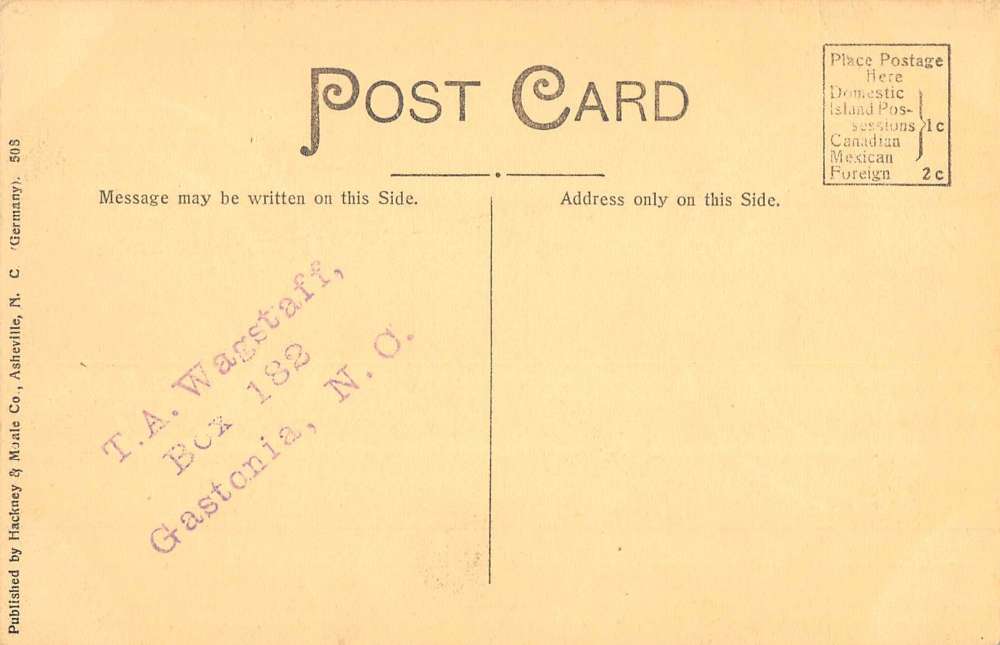 POST CARD
Place Postage
Here
Domestic
Island Pos-
sessions
Canadian
Mexican
1c
Foreign 2c
Message may be written on this Side.
Address only on this Side.
T.A. Wagstaff,
Box 182
Gastonia, N. C.
Published by Hackney & Moale Co., Asheville, N. C (Germany). 508